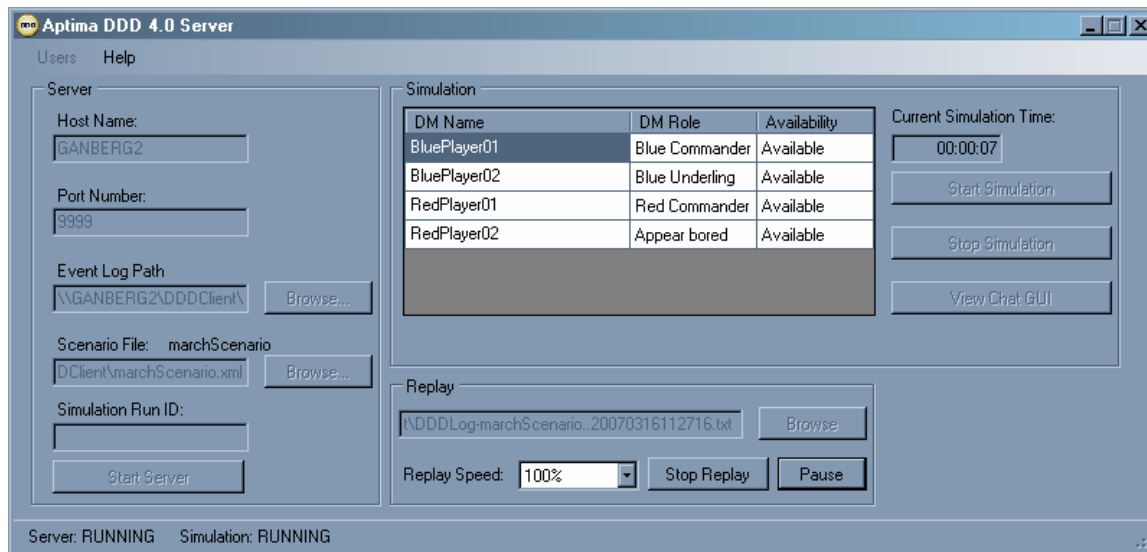 Aptima DDD 4.0 Server
Users Help
Server
Host Name:
GANBERG2
Port Number:
9999
Event Log Path
\\GANBERG2\DDDClient\ Browse...
Scenario File: marchScenario
DClient\marchScenario.xml Browse...
Simulation Run ID:
Start Server
Simulation
DM Name DM Role Availability
BluePlayer01 Blue Commander Available
BluePlayer02 Blue Underling Available
RedPlayer01 Red Commander Available
RedPlayer02 Appear bored Available
Current Simulation Time:
00:00:07
Start Simulation
Stop Simulation
View Chat GUI
Replay
t\DDDLog-marchScenario..20070316112716.txt Browse
Replay Speed: 100% Stop Replay Pause
Server: RUNNING Simulation: RUNNING